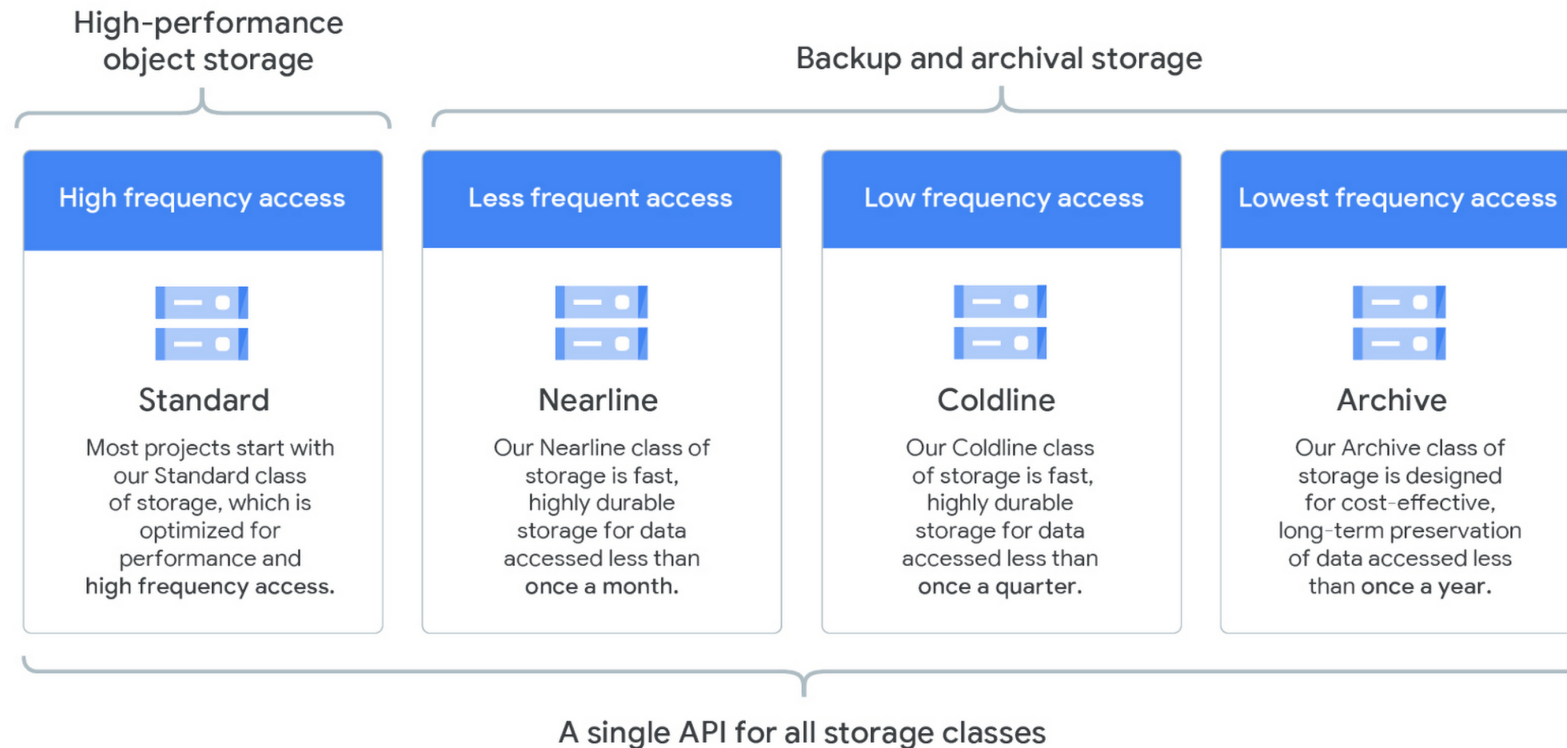 High-performance
object storage
Backup and archival storage
High frequency access
Standard
Most projects start with
our Standard class
of storage, which is
optimized for
performance and
high frequency access.
Less frequent access
Nearline
Our Nearline class of
storage is fast,
highly durable
storage for data
accessed less than
once a month.
Low frequency access
Coldline
Our Coldline class
of storage is fast,
highly durable
storage for data
accessed less than
once a quarter.
Lowest frequency access
Archive
Our Archive class of
storage is designed
for cost-effective,
long-term preservation
of data accessed less
than once a year.
A single API for all storage classes